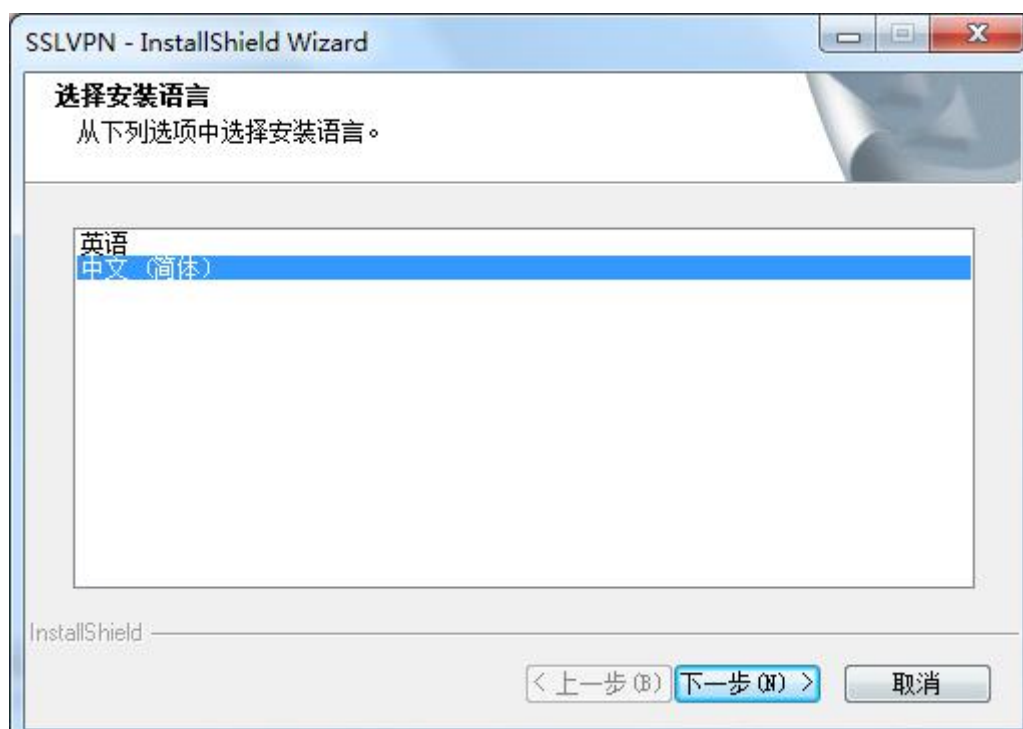 SSLVPN - InstallShield Wizard
选择安装语言
从下列选项中选择安装语言。
英语
中文 (简体)
InstallShield
< 上一步(B) 下一步(N) > 取消